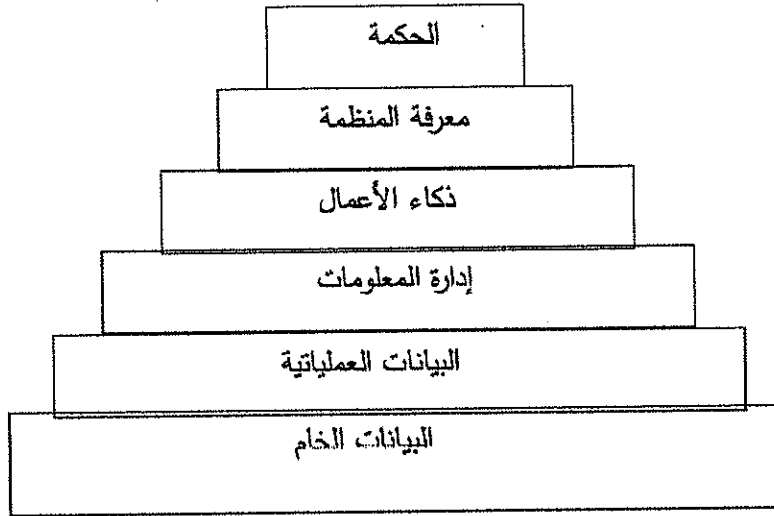 الحكمة
معرفة المنظمة
ذكاء الأعمال
إدارة المعلومات
البيانات العملياتية
البيانات الخام